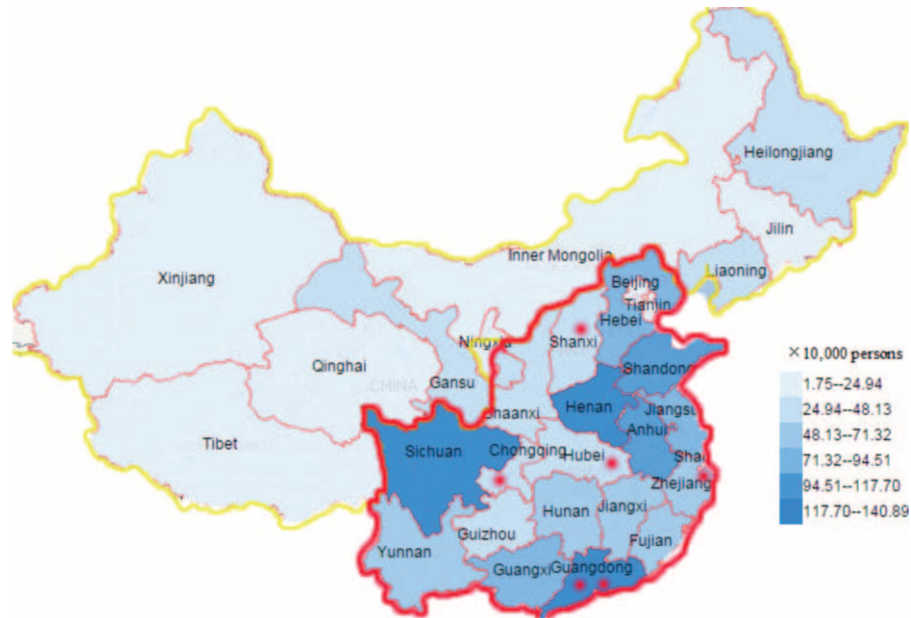 Heilongjiang
Jilin
Inner Mongolia
Liaoning
Xinjiang
Beijing
Tianjin
Hebei
Ningxia
Shanxi
Qinghai
CHINA
Gansu
Shandong
× 10,000 persons
1.75--24.94
24.94--48.13
48.13--71.32
71.32--94.51
94.51--117.70
117.70--140.89
Shaanxi
Henan
Jiangsu
Anhui
Tibet
Sichuan
Chongqing
Hubei
Shac
Zhejiang
Hunan
Jiangxi
Guizhou
Fujian
Yunnan
Guangxi
Guangdong